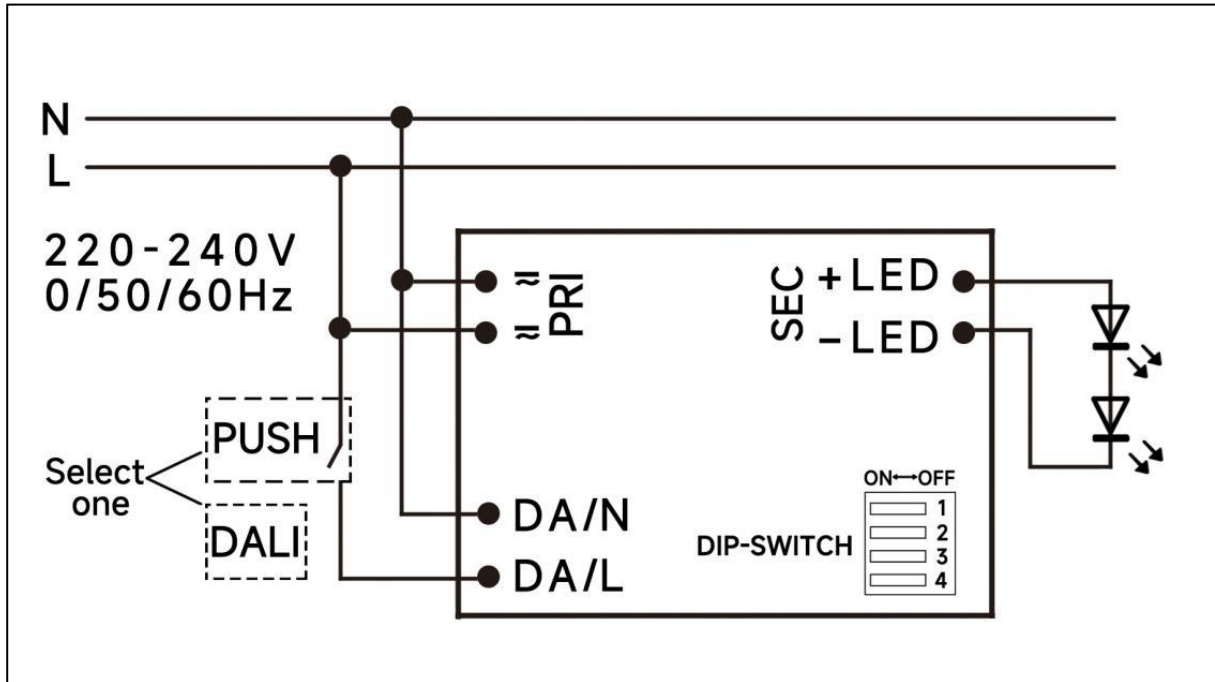 N
L
220-240V
0/50/60Hz
≂ PRI
≂
SEC +LED
-LED
PUSH
Select
one
DALI
DA/N
DA/L
ON↔OFF
DIP-SWITCH
1
2
3
4